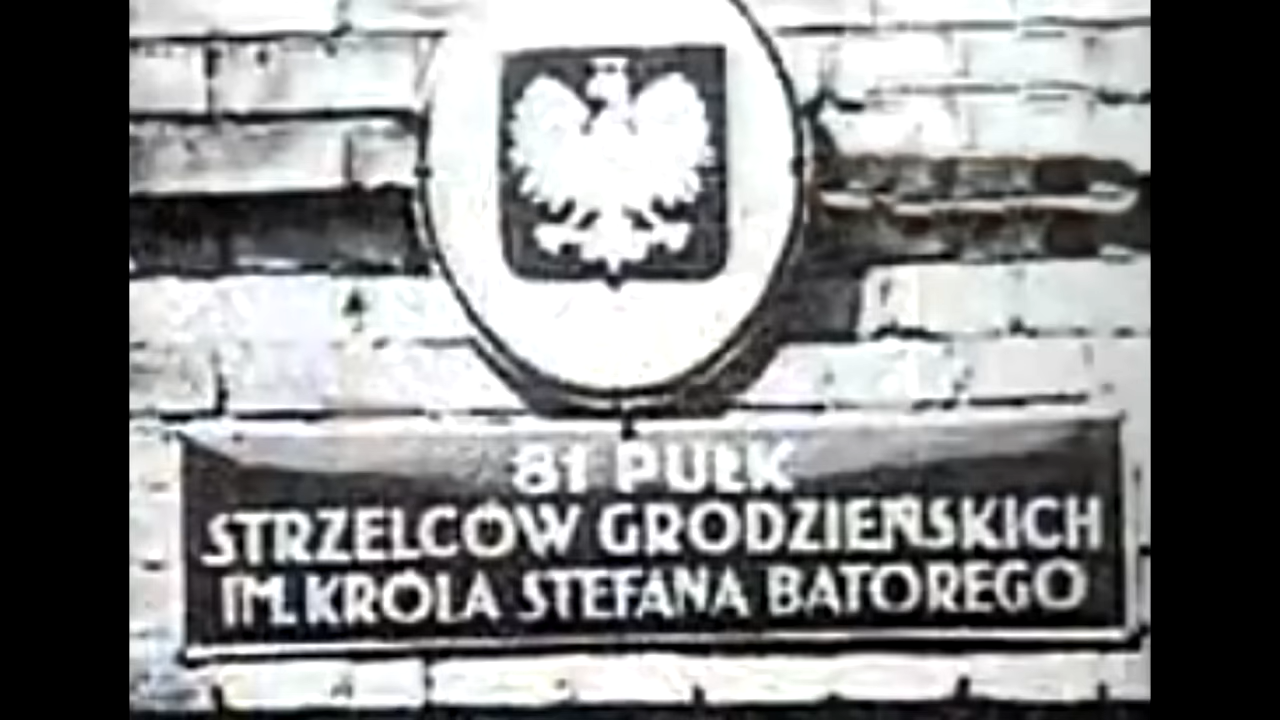 81 PUŁK
STRZELCÓW GRODZIEŃSKICH
IM. KRÓLA STEFANA BATOREGO